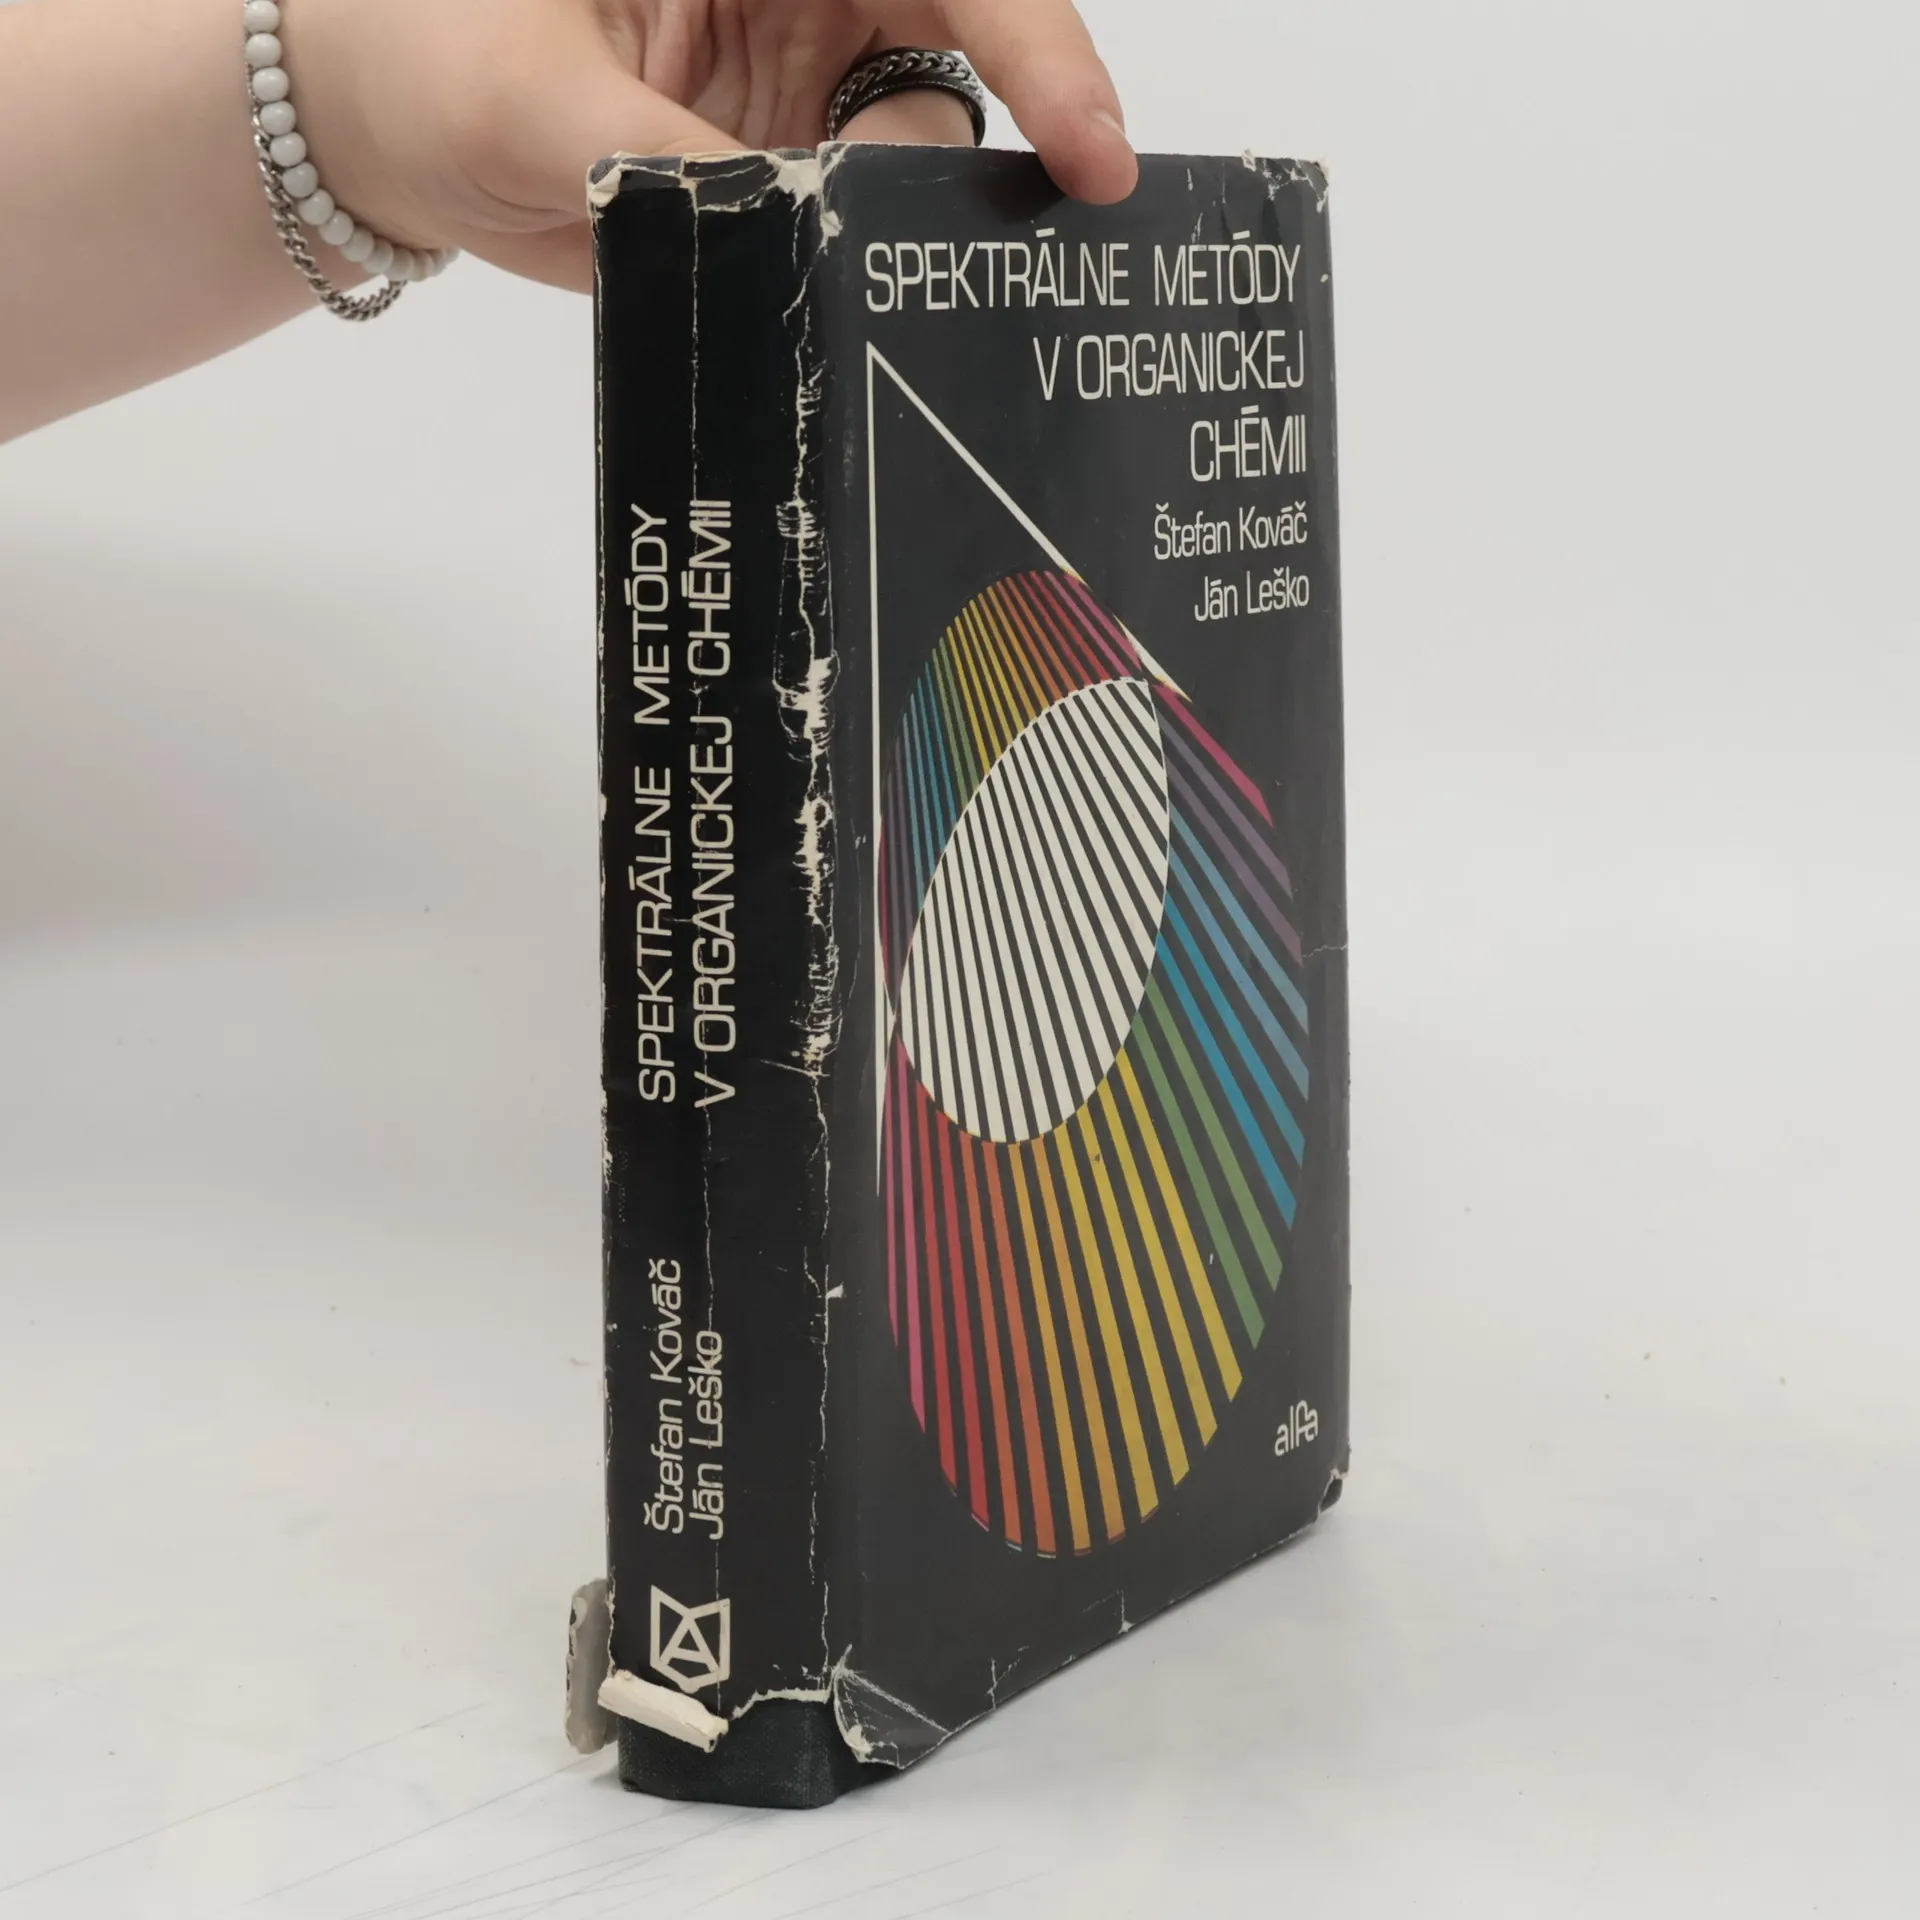 SPEKTRÁLNE METÓDY
V ORGANICKEJ CHÉMII
Štefan Kováč
Ján Leško
SPEKTRÁLNE METÓDY
V ORGANICKEJ
CHÉMII
Štefan Kováč
Ján Leško
alfa